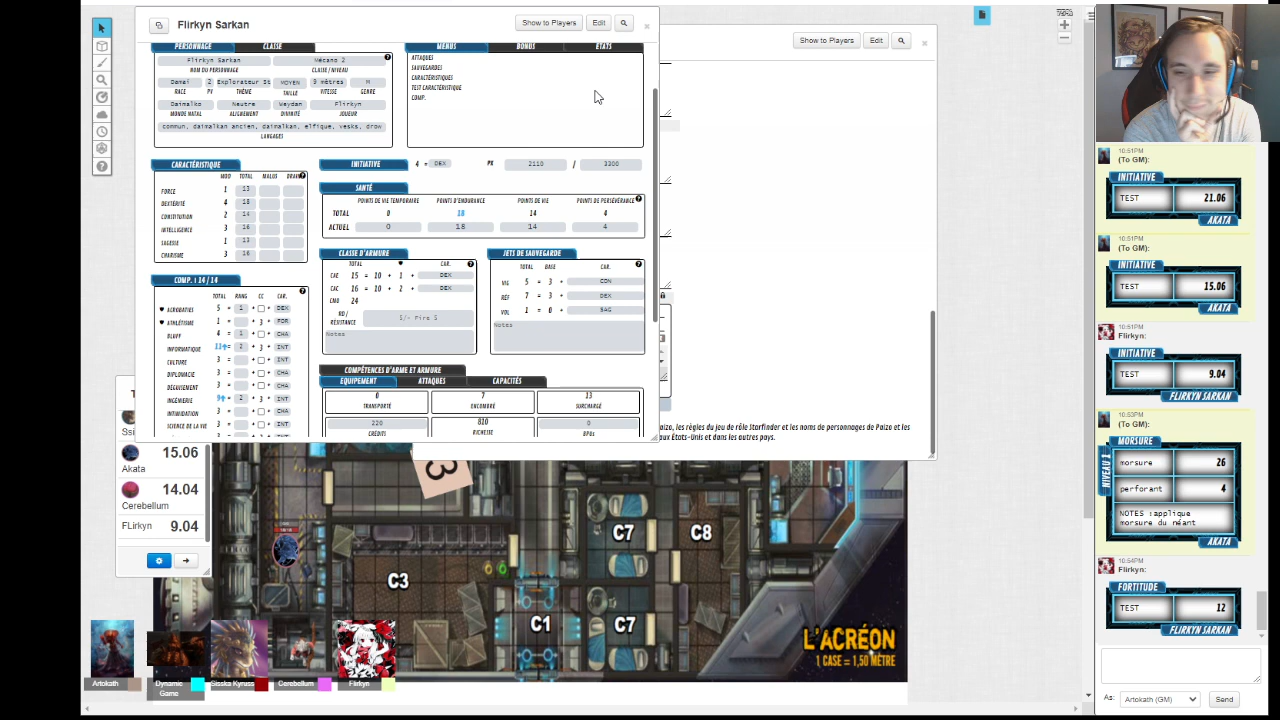 Flirkyn Sarkan
Show to Players
Edit
Show to Players
Edit
PERSONNAGE
CLASSE
Flirkyn Sarkan
Mécano 2
NOM DU PERSONNAGE
CLASSE/NIVEAU
Damai
2
Explorateur St
MOYEN
9 mètres
M
RACE
PV
THÈME
TAILLE
VITESSE
GENRE
Daimalko
Neutre
Weydan
Flirkyn
MONDE NATAL
ALIGNEMENT
DIVINITÉ
JOUEUR
commun, daimalkan ancien, daimalkan, elfique, vesks, drow
LANGAGES
MENUS
BONUS
ETATS
ATTAQUES
SAUVEGARDES
CARACTÉRISTIQUES
TEST CARACTÉRISTIQUE
COMP.
CARACTÉRISTIQUE
MOD TOTAL MALUS
FORCE 1 13
DEXTÉRITÉ 4 18
CONSTITUTION 2 14
INTELLIGENCE 3 16
SAGESSE 1 13
CHARISME 3 16
INITIATIVE
4 = DEX
PX 2110 / 3300
SANTÉ
POINTS DE VIE TEMPORAIRE
POINTS D'ENDURANCE
POINTS DE VIE
POINTS DE PERSÉVÉRANCE
TOTAL 0 18 14 4
ACTUEL 0 18 14 4
CLASSE D'ARMURE
TOTAL CAR.
CAE 15 = 10 + 1 + DEX
CAC 16 = 10 + 2 + DEX
CMD 24
RD / RÉSISTANCE
5/- Fire 5
Notes
JETS DE SAUVEGARDE
TOTAL BASE CAR.
VIG 5 = 3 + CON
RÉF 7 = 3 + DEX
VOL 1 = 0 + SAG
Notes
COMP. : 14 / 14
TOTAL RANG CC CAR.
ACROBATIES 5 = 1 + + DEX
ATHLÉTISME 1 = + 3 + FOR
BLUFF 4 = 1 + + CHA
INFORMATIQUE 11 = 2 + 3 + INT
CULTURE 3 = + 3 + INT
DIPLOMACIE 3 = + + CHA
DÉGUISEMENT 3 = + + CHA
INGÉNIERIE 9 = 2 + 3 + INT
INTIMIDATION 3 = + + CHA
SCIENCE DE LA VIE
COMPÉTENCES D'ARME ET ARMURE
EQUIPEMENT
ATTAQUES
CAPACITÉS
0
7
13
TRANSPORTÉ
ENCOMBRÉ
SURCHARGÉ
220
810
0
CRÉDITS
RICHESSE
BPUs
les règles du jeu de rôle Starfinder et les noms de personnages de Paizo et les
aux États-Unis et dans les autres pays.
15.06
Akata
14.04
Cerebellum
FLirkyn 9.04
C3
C7
C8
C1
C7
L'ACRÉON
1 CASE = 1,50 MÈTRE
Artokath
Dynamic Game
Sisska Kyruss
Cerebellum
Flirkyn
10:51PM
(To GM):
INITIATIVE
TEST 21.06
AKATA
10:51PM
(To GM):
INITIATIVE
TEST 15.06
AKATA
10:51PM
Flirkyn:
INITIATIVE
TEST 9.04
FLIRKYN SARKAN
10:53PM
(To GM):
MORSURE
NIVEAU 1
morsure 26
perforant 4
NOTES :applique
morsure du néant
AKATA
10:54PM
Flirkyn:
FORTITUDE
TEST 12
FLIRKYN SARKAN
As:
Artokath (GM)
Send